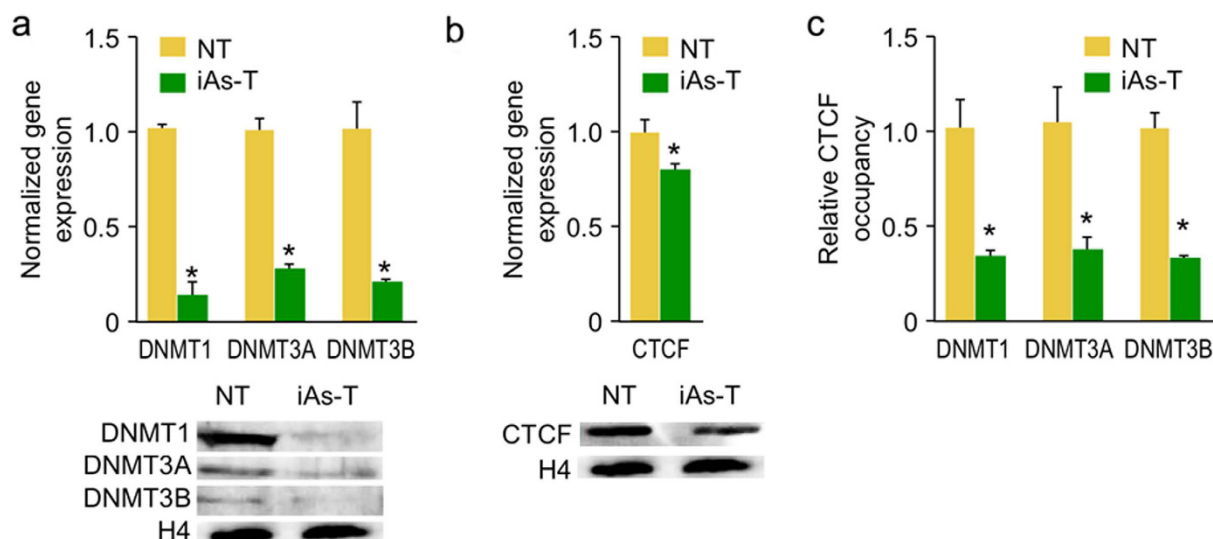 a
1.5
1.0
0.5
0
Normalized gene
expression
NT
iAs-T
*
*
*
DNMT1 DNMT3A DNMT3B
NT iAs-T
DNMT1
DNMT3A
DNMT3B
H4
b
1.5
1.0
0.5
0
Normalized gene
expression
NT
iAs-T
*
CTCF
NT iAs-T
CTCF
H4
c
1.5
1.0
0.5
0
Relative CTCF
occupancy
NT
iAs-T
*
*
*
DNMT1 DNMT3A DNMT3B